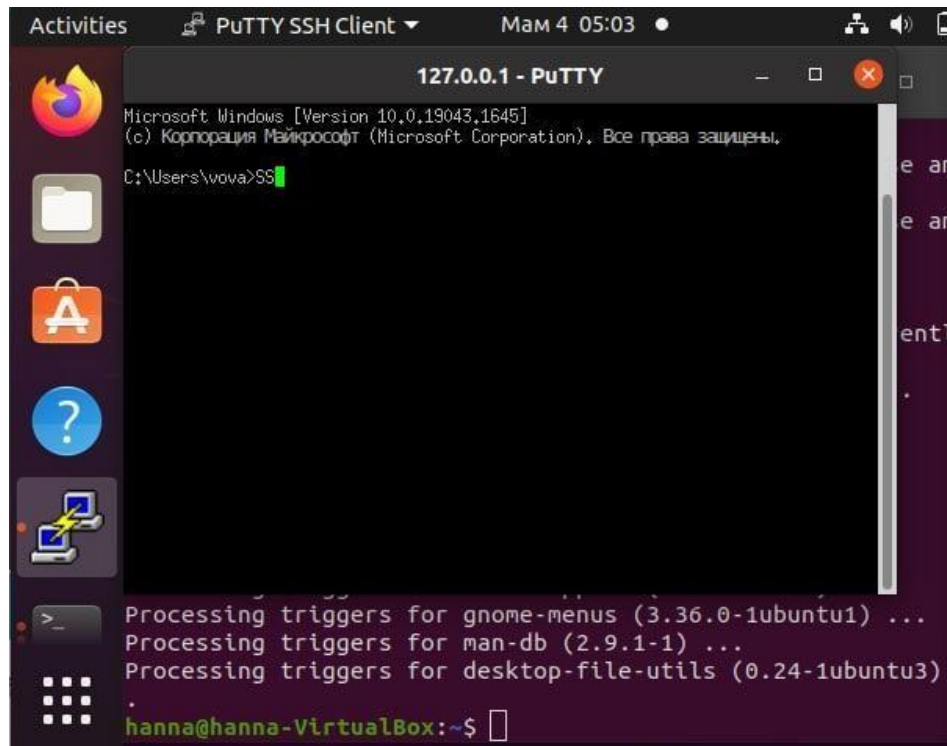 Activities PuTTY SSH Client Мам 4 05:03
127.0.0.1 - PuTTY
Microsoft Windows [Version 10.0.19043.1645]
(c) Корпорация Майкрософт (Microsoft Corporation). Все права защищены.
C:\Users\vova>SS
Processing triggers for gnome-menus (3.36.0-1ubuntu1) ...
Processing triggers for man-db (2.9.1-1) ...
Processing triggers for desktop-file-utils (0.24-1ubuntu3)
.
hanna@hanna-VirtualBox:~$